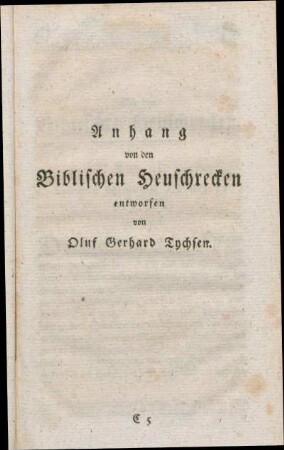 Anhang
von den
Biblischen Heuschrecken
entworfen
von
Oluf Gerhard Tychsen.
C 5